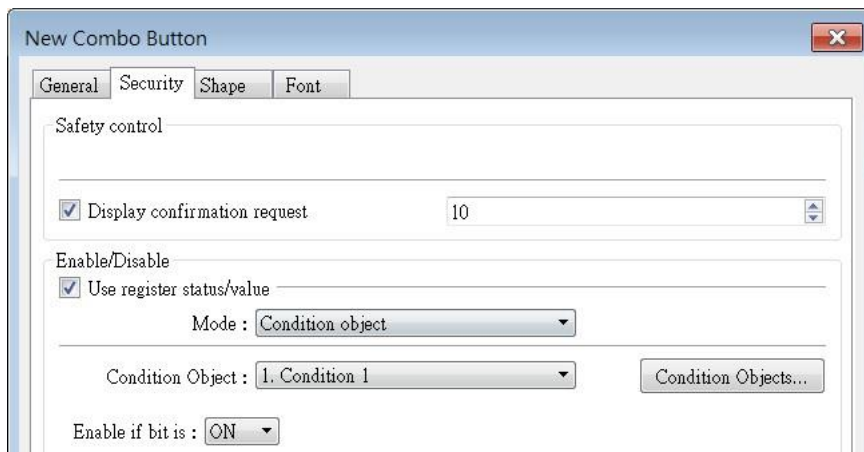 New Combo Button
General Security Shape Font
Safety control
Display confirmation request 10
Enable/Disable
Use register status/value
Mode : Condition object
Condition Object : 1. Condition 1 Condition Objects...
Enable if bit is : ON